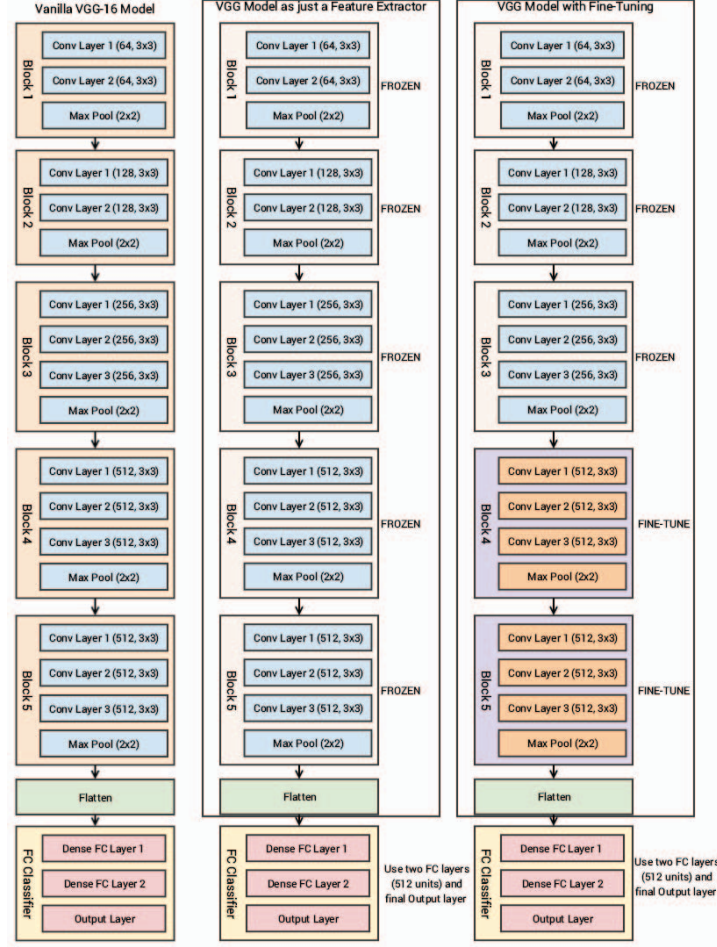 Vanilla VGG-16 Model
Block 1
Conv Layer 1 (64, 3x3)
Conv Layer 2 (64, 3x3)
Max Pool (2x2)
Block 2
Conv Layer 1 (128, 3x3)
Conv Layer 2 (128, 3x3)
Max Pool (2x2)
Block 3
Conv Layer 1 (256, 3x3)
Conv Layer 2 (256, 3x3)
Conv Layer 3 (256, 3x3)
Max Pool (2x2)
Block 4
Conv Layer 1 (512, 3x3)
Conv Layer 2 (512, 3x3)
Conv Layer 3 (512, 3x3)
Max Pool (2x2)
Block 5
Conv Layer 1 (512, 3x3)
Conv Layer 2 (512, 3x3)
Conv Layer 3 (512, 3x3)
Max Pool (2x2)
Flatten
FC Classifier
Dense FC Layer 1
Dense FC Layer 2
Output Layer
VGG Model as just a Feature Extractor
Block 1
Conv Layer 1 (64, 3x3)
Conv Layer 2 (64, 3x3)
Max Pool (2x2)
FROZEN
Block 2
Conv Layer 1 (128, 3x3)
Conv Layer 2 (128, 3x3)
Max Pool (2x2)
FROZEN
Block 3
Conv Layer 1 (256, 3x3)
Conv Layer 2 (256, 3x3)
Conv Layer 3 (256, 3x3)
Max Pool (2x2)
FROZEN
Block 4
Conv Layer 1 (512, 3x3)
Conv Layer 2 (512, 3x3)
Conv Layer 3 (512, 3x3)
Max Pool (2x2)
FROZEN
Block 5
Conv Layer 1 (512, 3x3)
Conv Layer 2 (512, 3x3)
Conv Layer 3 (512, 3x3)
Max Pool (2x2)
FROZEN
Flatten
FC Classifier
Dense FC Layer 1
Dense FC Layer 2
Output Layer
Use two FC layers
(512 units) and
final Output layer
VGG Model with Fine-Tuning
Block 1
Conv Layer 1 (64, 3x3)
Conv Layer 2 (64, 3x3)
Max Pool (2x2)
FROZEN
Block 2
Conv Layer 1 (128, 3x3)
Conv Layer 2 (128, 3x3)
Max Pool (2x2)
FROZEN
Block 3
Conv Layer 1 (256, 3x3)
Conv Layer 2 (256, 3x3)
Conv Layer 3 (256, 3x3)
Max Pool (2x2)
FROZEN
Block 4
Conv Layer 1 (512, 3x3)
Conv Layer 2 (512, 3x3)
Conv Layer 3 (512, 3x3)
Max Pool (2x2)
FINE-TUNE
Block 5
Conv Layer 1 (512, 3x3)
Conv Layer 2 (512, 3x3)
Conv Layer 3 (512, 3x3)
Max Pool (2x2)
FINE-TUNE
Flatten
FC Classifier
Dense FC Layer 1
Dense FC Layer 2
Output Layer
Use two FC layers
(512 units) and
final Output layer